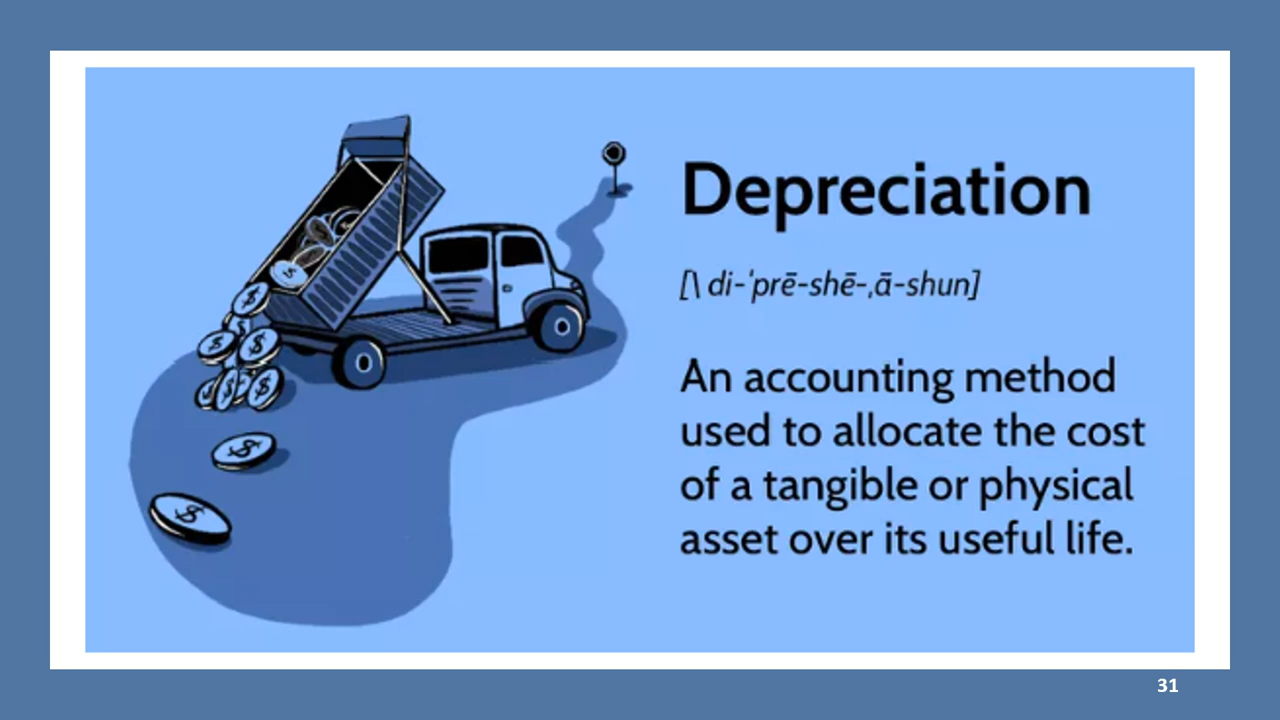 Depreciation
[\ di-ˈprē-shē-ˌā-shun]
An accounting method
used to allocate the cost
of a tangible or physical
asset over its useful life.
$
$
$
$
$
$
$
$
$
31